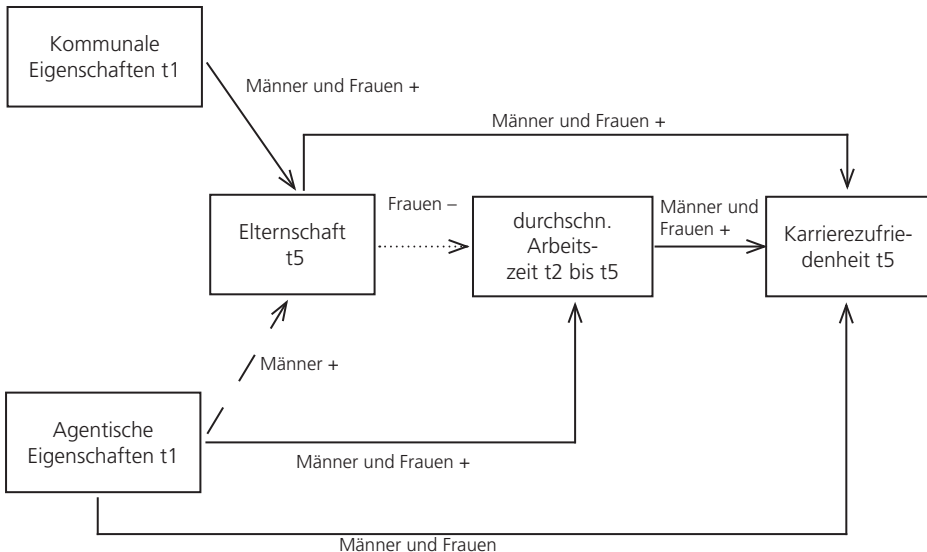 Kommunale
Eigenschaften t1
Männer und Frauen +
Männer und Frauen +
Elternschaft
t5
Frauen –
durchschn.
Arbeits-
zeit t2 bis t5
Männer und
Frauen +
Karrierezufrie-
denheit t5
Männer +
Agentische
Eigenschaften t1
Männer und Frauen +
Männer und Frauen